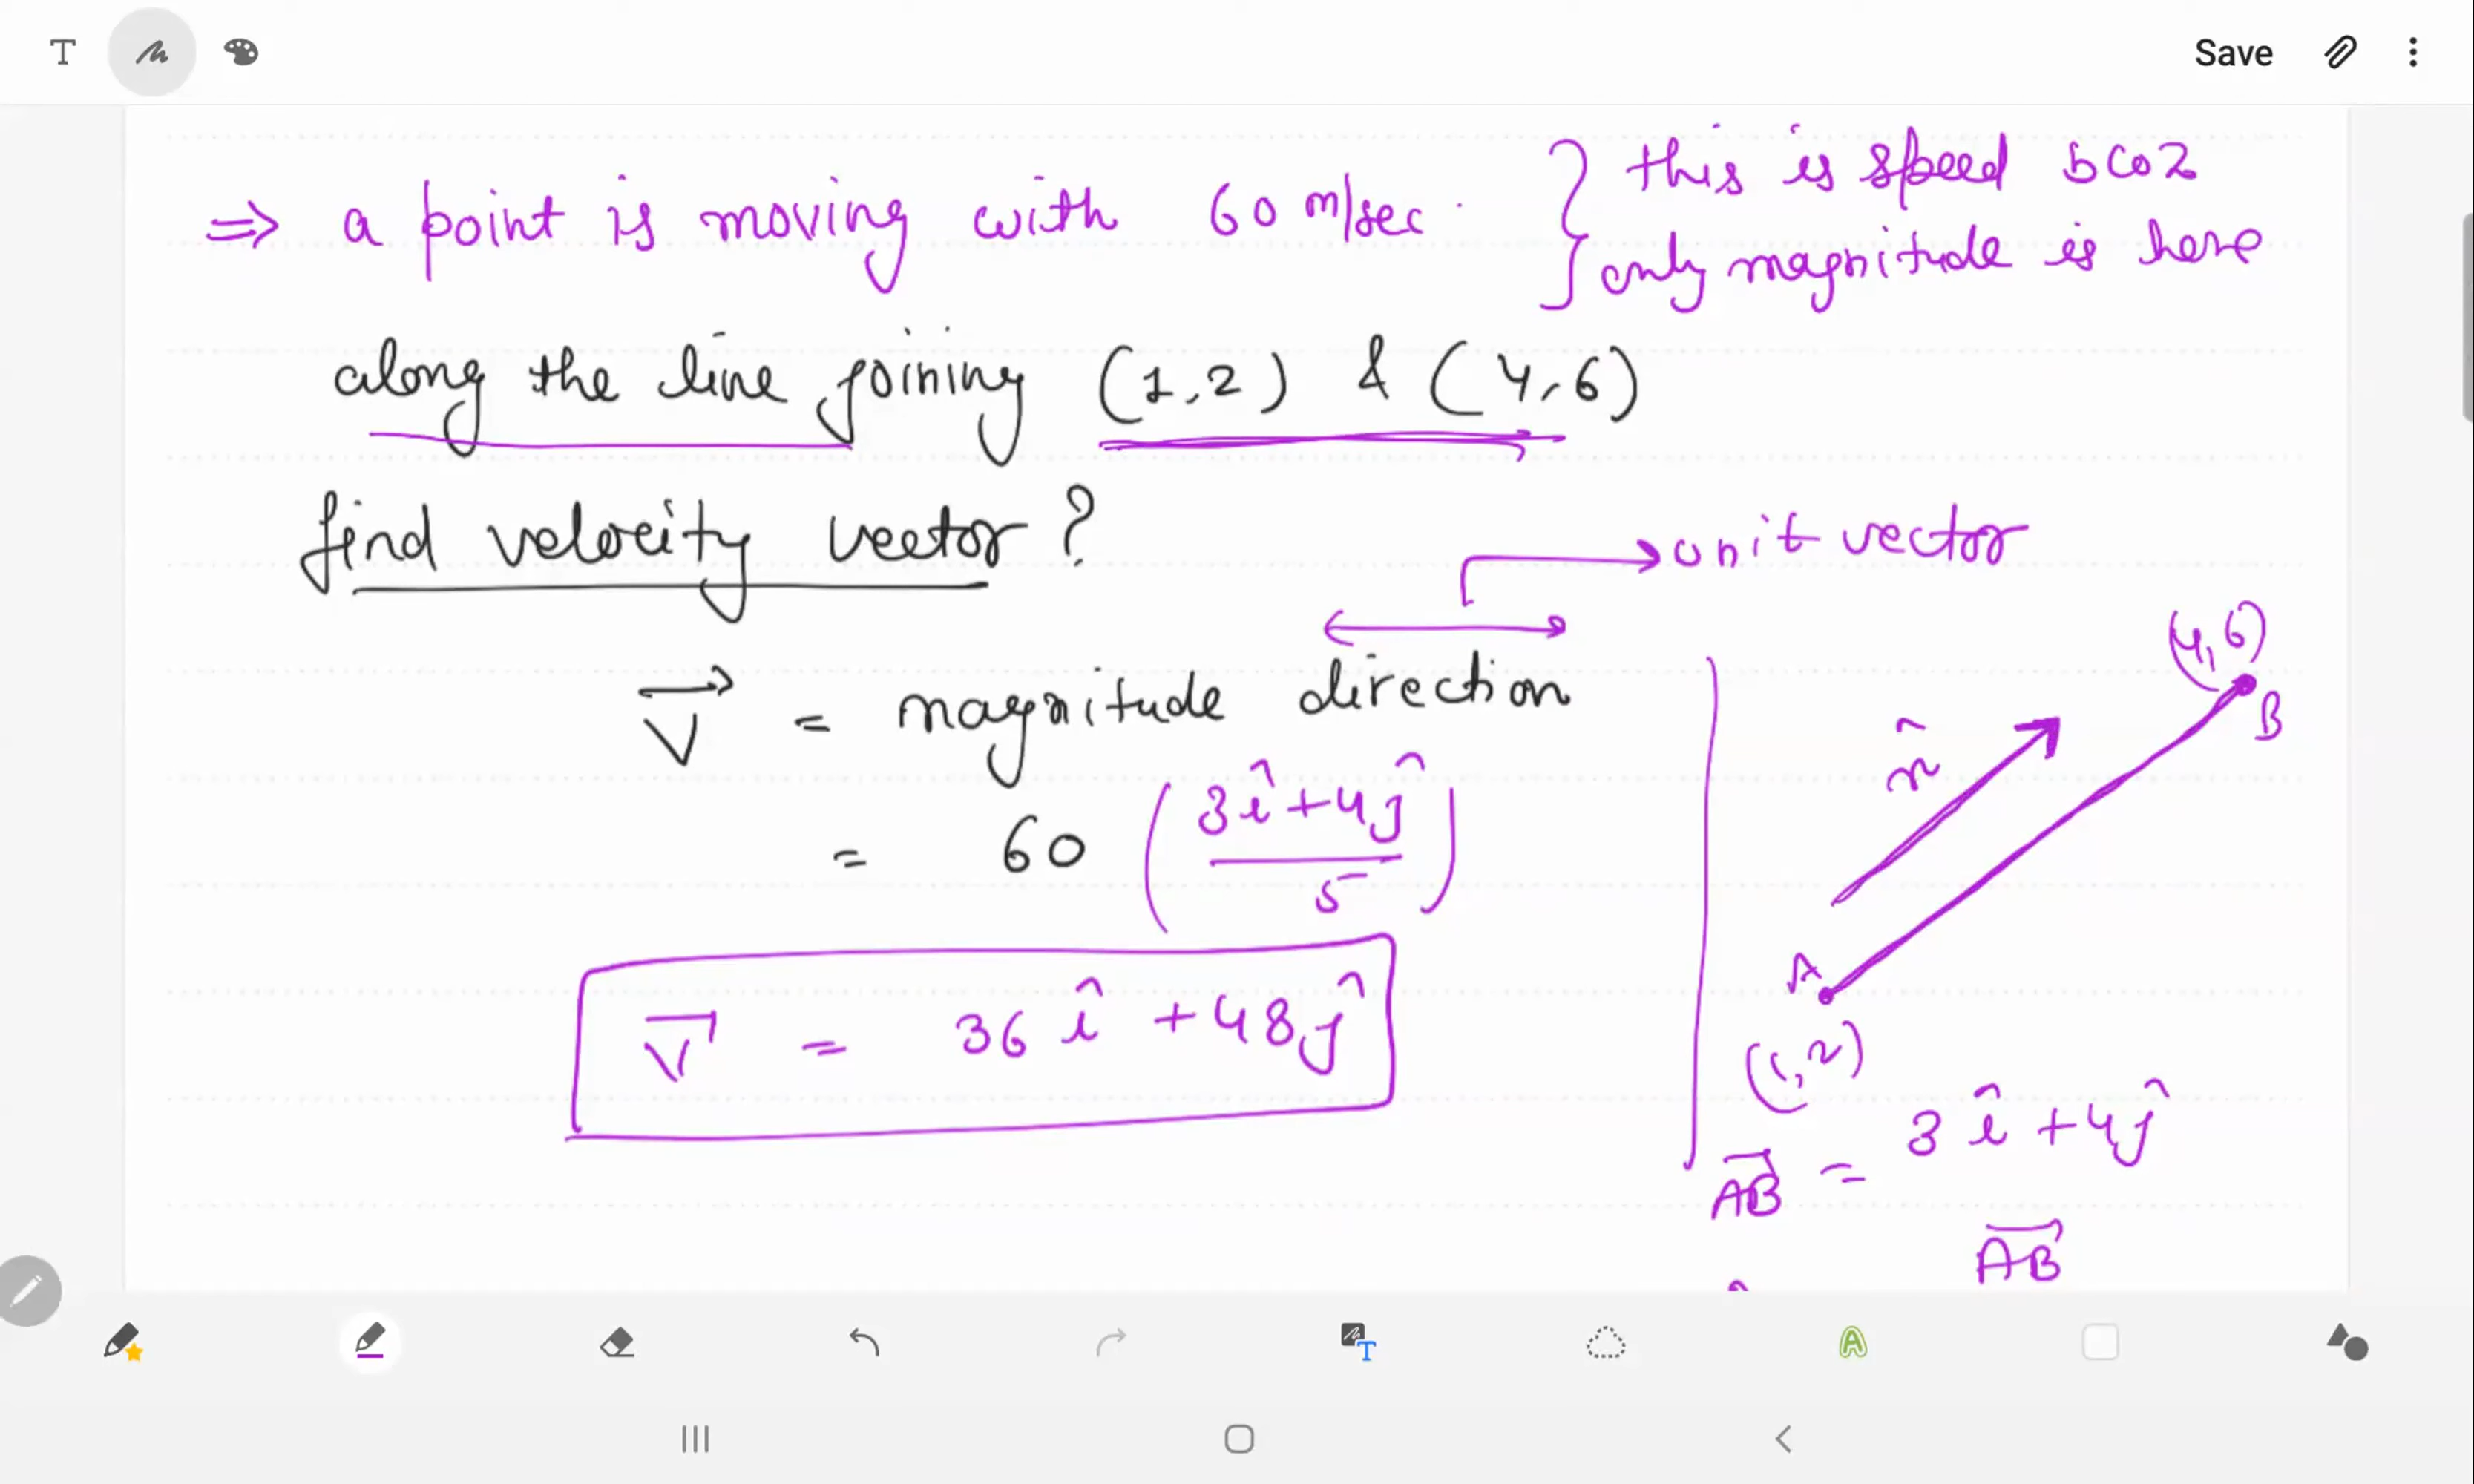 Save
⇒ a point is moving with 60 m/sec. } this is speed bcoz
only magnitude is here
along the line joining (1,2) & (4,6)
find velocity vector?
→ unit vector
V⃗ = magnitude direction
= 60 (3î+4ĵ / 5)
V⃗ = 36î + 48ĵ
(4,6)
B
n̂
A
(1,2)
AB⃗ = 3î + 4ĵ
AB⃗